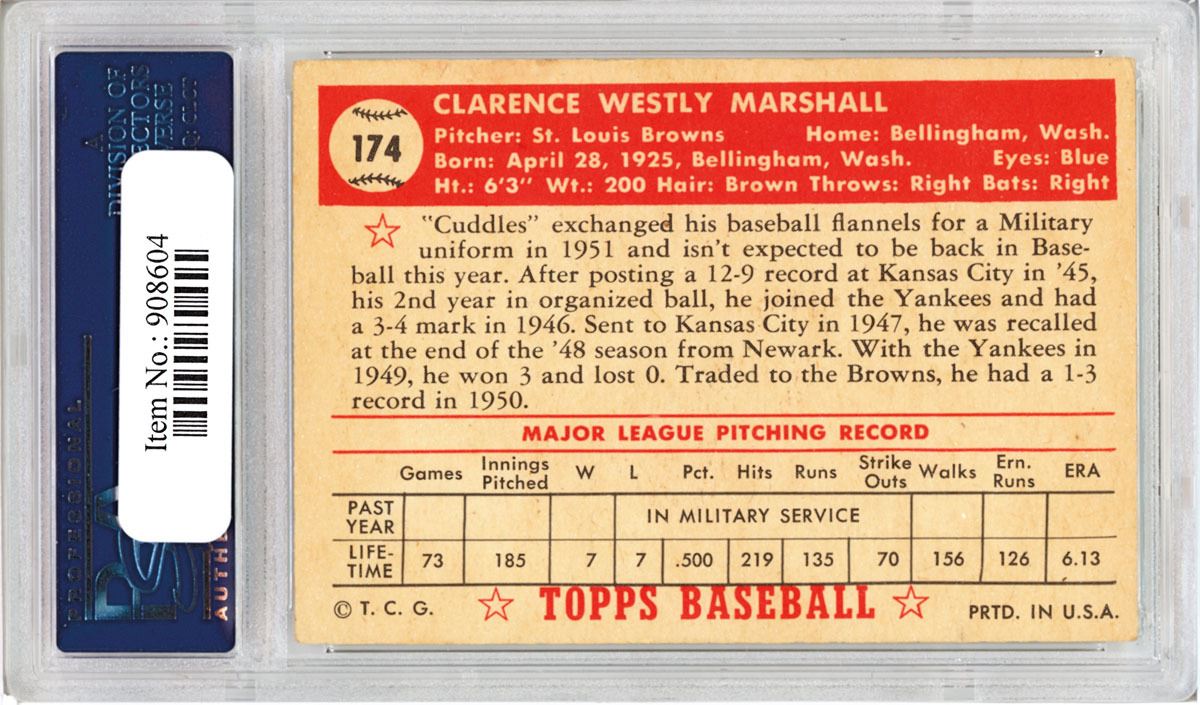 A
DIVISION OF
PROFESSIONAL
PSA
Item No.: 908604
174
CLARENCE WESTLY MARSHALL
Pitcher: St. Louis Browns Home: Bellingham, Wash.
Born: April 28, 1925, Bellingham, Wash. Eyes: Blue
Ht.: 6'3" Wt.: 200 Hair: Brown Throws: Right Bats: Right
"Cuddles" exchanged his baseball flannels for a Military
uniform in 1951 and isn't expected to be back in Base-
ball this year. After posting a 12-9 record at Kansas City in '45,
his 2nd year in organized ball, he joined the Yankees and had
a 3-4 mark in 1946. Sent to Kansas City in 1947, he was recalled
at the end of the '48 season from Newark. With the Yankees in
1949, he won 3 and lost 0. Traded to the Browns, he had a 1-3
record in 1950.
MAJOR LEAGUE PITCHING RECORD
Games Innings Pitched W L Pct. Hits Runs Strike Outs Walks Ern. Runs ERA
PAST YEAR IN MILITARY SERVICE
LIFE-TIME 73 185 7 7 .500 219 135 70 156 126 6.13
© T. C. G. TOPPS BASEBALL PRTD. IN U.S.A.